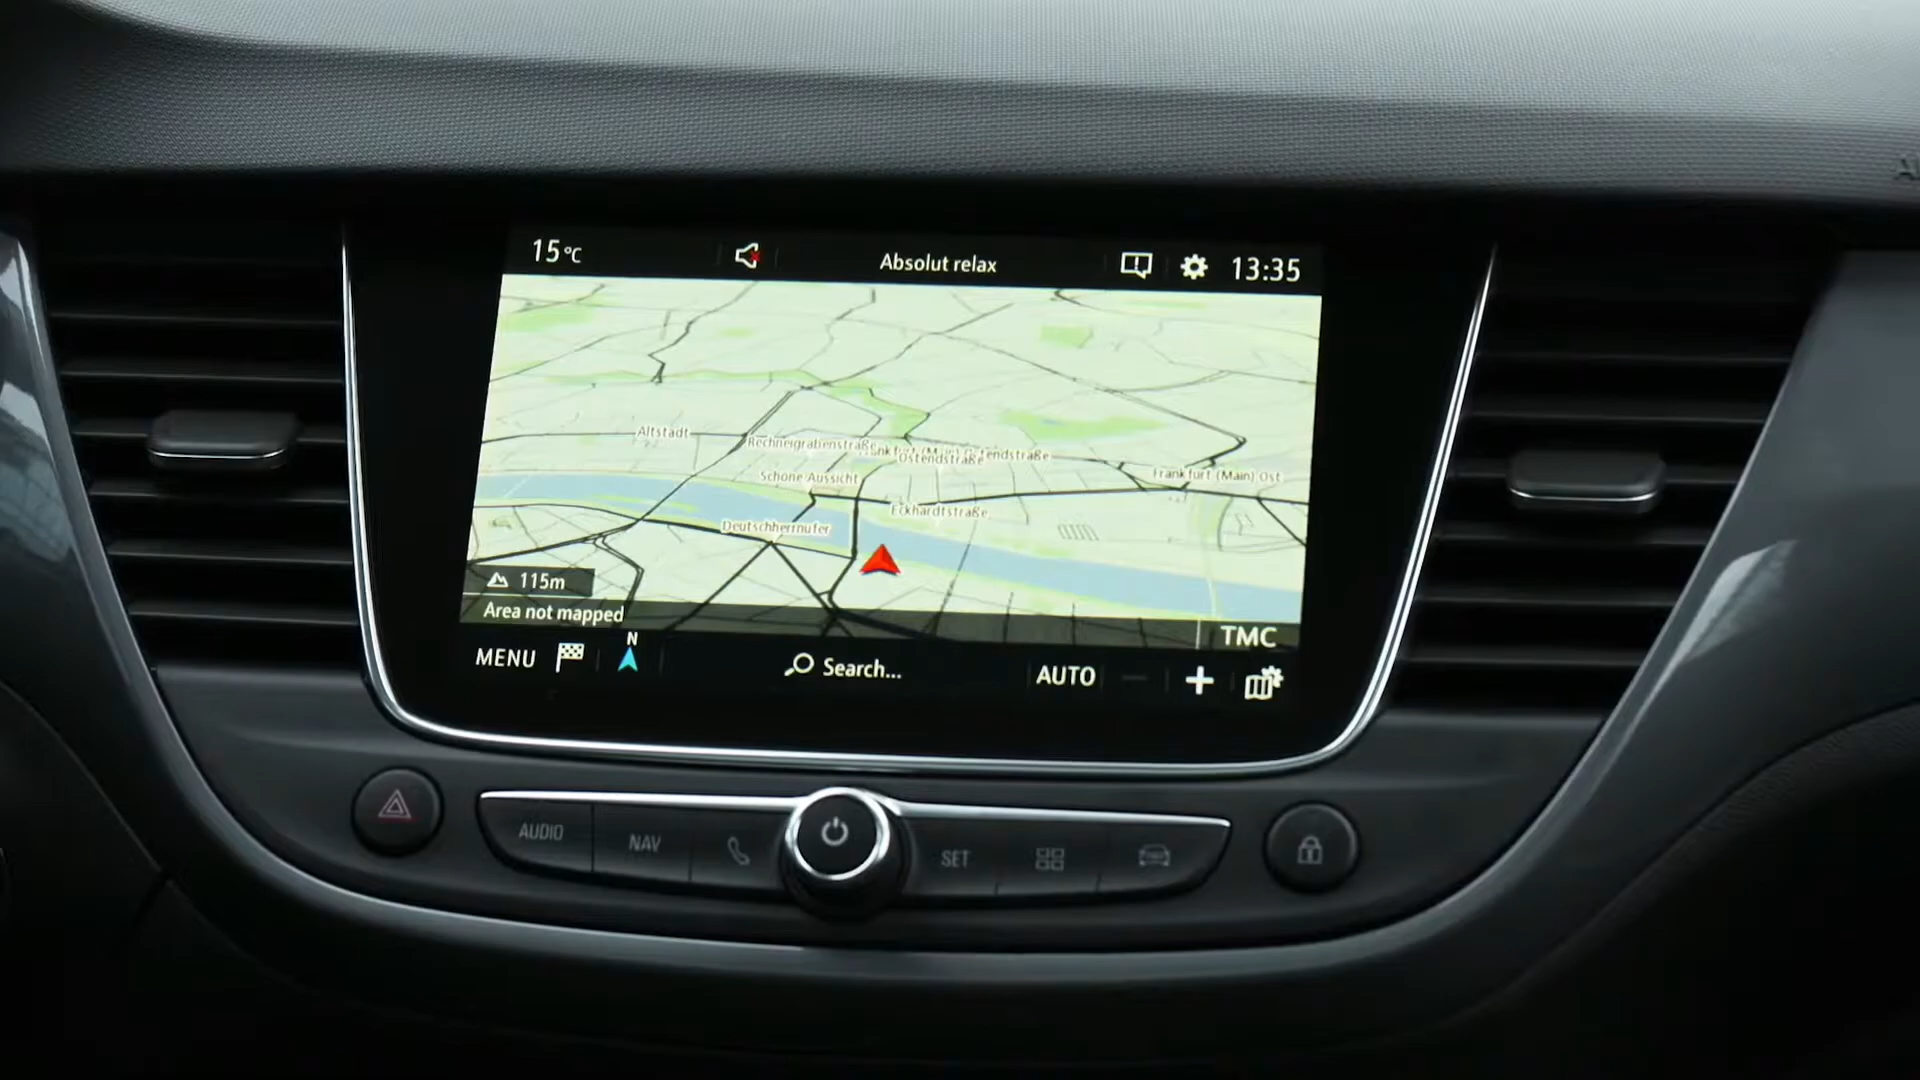 15°C
Absolut relax
13:35
Altstadt
Rechneigrabenstraße
Ostendstraße
Schöne Aussicht
Frankfurt (Main) Ost
Eckhardtstraße
Deutschherrnufer
115m
Area not mapped
TMC
MENU
N
Search...
AUTO
AUDIO
NAV
SET